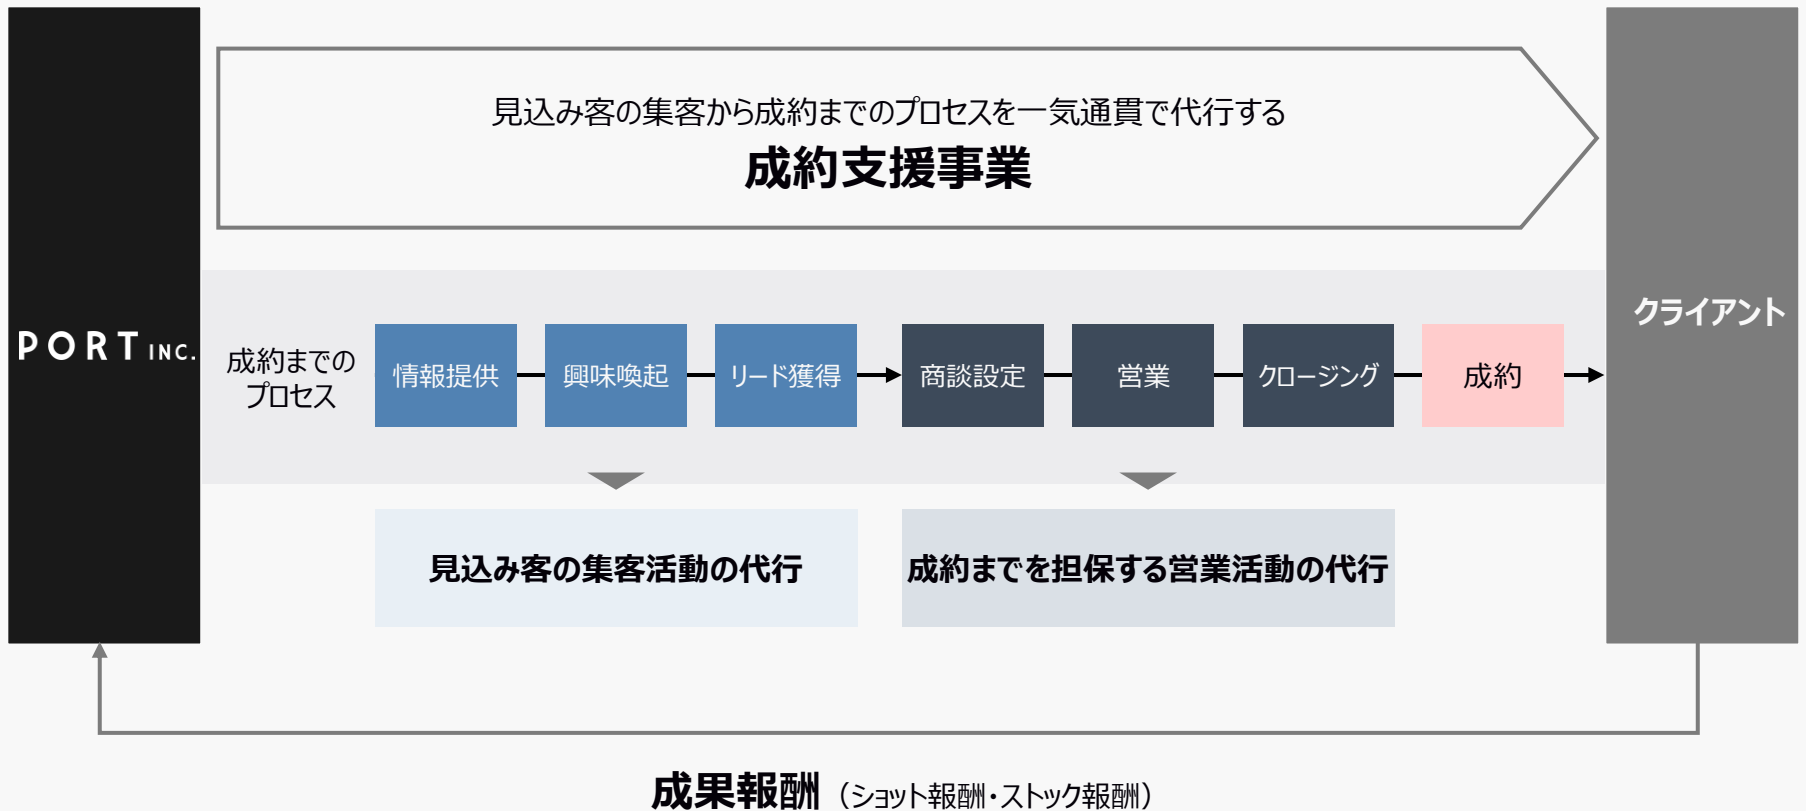 見込み客の集客から成約までのプロセスを一気通貫で代行する
成約支援事業
PORT INC.
クライアント
成約までの
プロセス
情報提供
興味喚起
リード獲得
商談設定
営業
クロージング
成約
見込み客の集客活動の代行
成約までを担保する営業活動の代行
成果報酬（ショット報酬・ストック報酬）